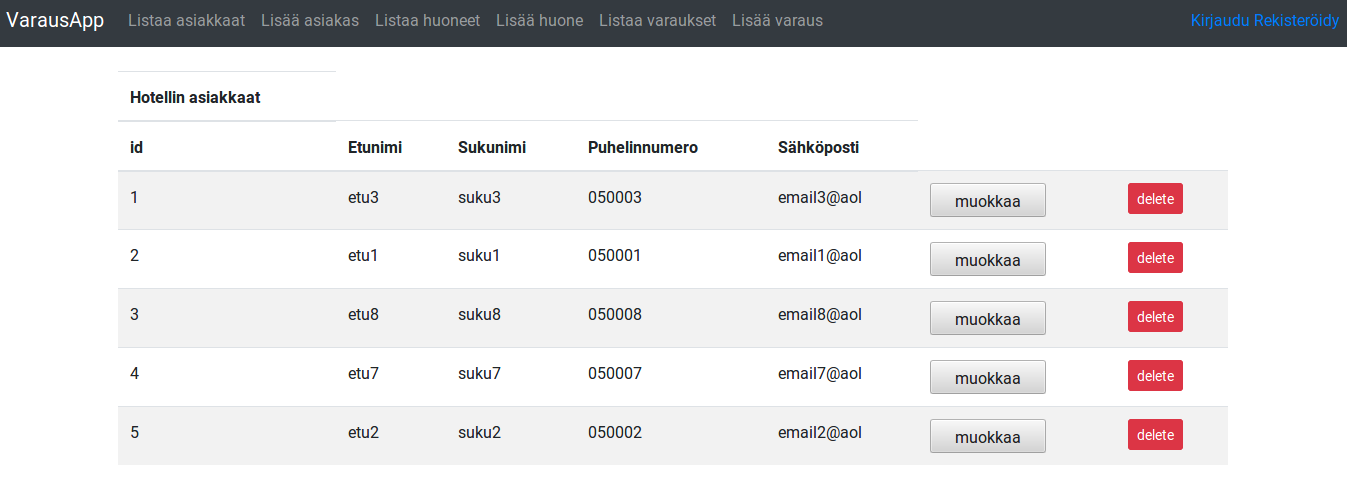 VarausApp Listaa asiakkaat Lisää asiakas Listaa huoneet Lisää huone Listaa varaukset Lisää varaus Kirjaudu Rekisteröidy
Hotellin asiakkaat
id Etunimi Sukunimi Puhelinnumero Sähköposti
1 etu3 suku3 050003 email3@aol muokkaa delete
2 etu1 suku1 050001 email1@aol muokkaa delete
3 etu8 suku8 050008 email8@aol muokkaa delete
4 etu7 suku7 050007 email7@aol muokkaa delete
5 etu2 suku2 050002 email2@aol muokkaa delete